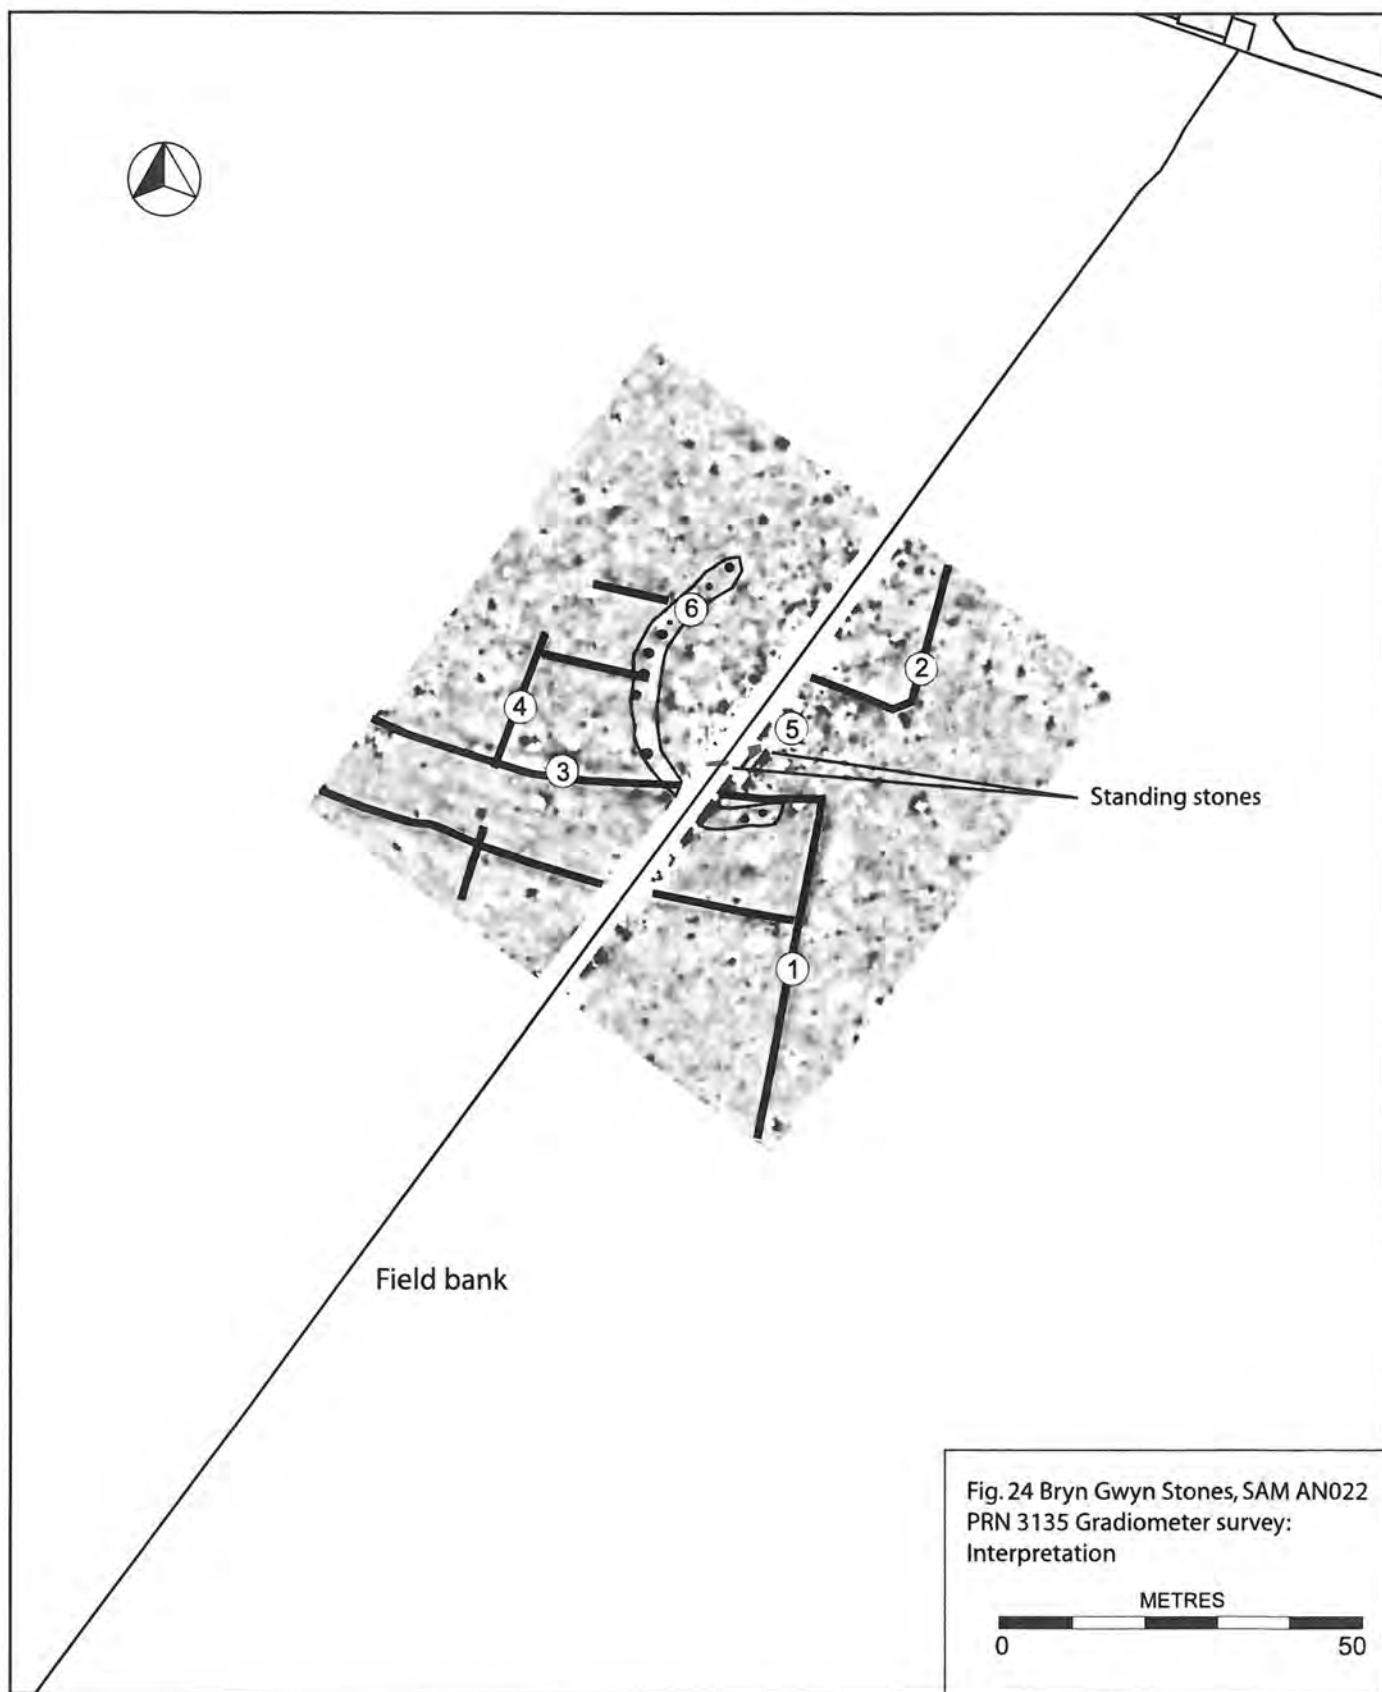 6
2
4
5
3
Standing stones
1
Field bank
Fig. 24 Bryn Gwyn Stones, SAM AN022
PRN 3135 Gradiometer survey:
Interpretation
METRES
0 50